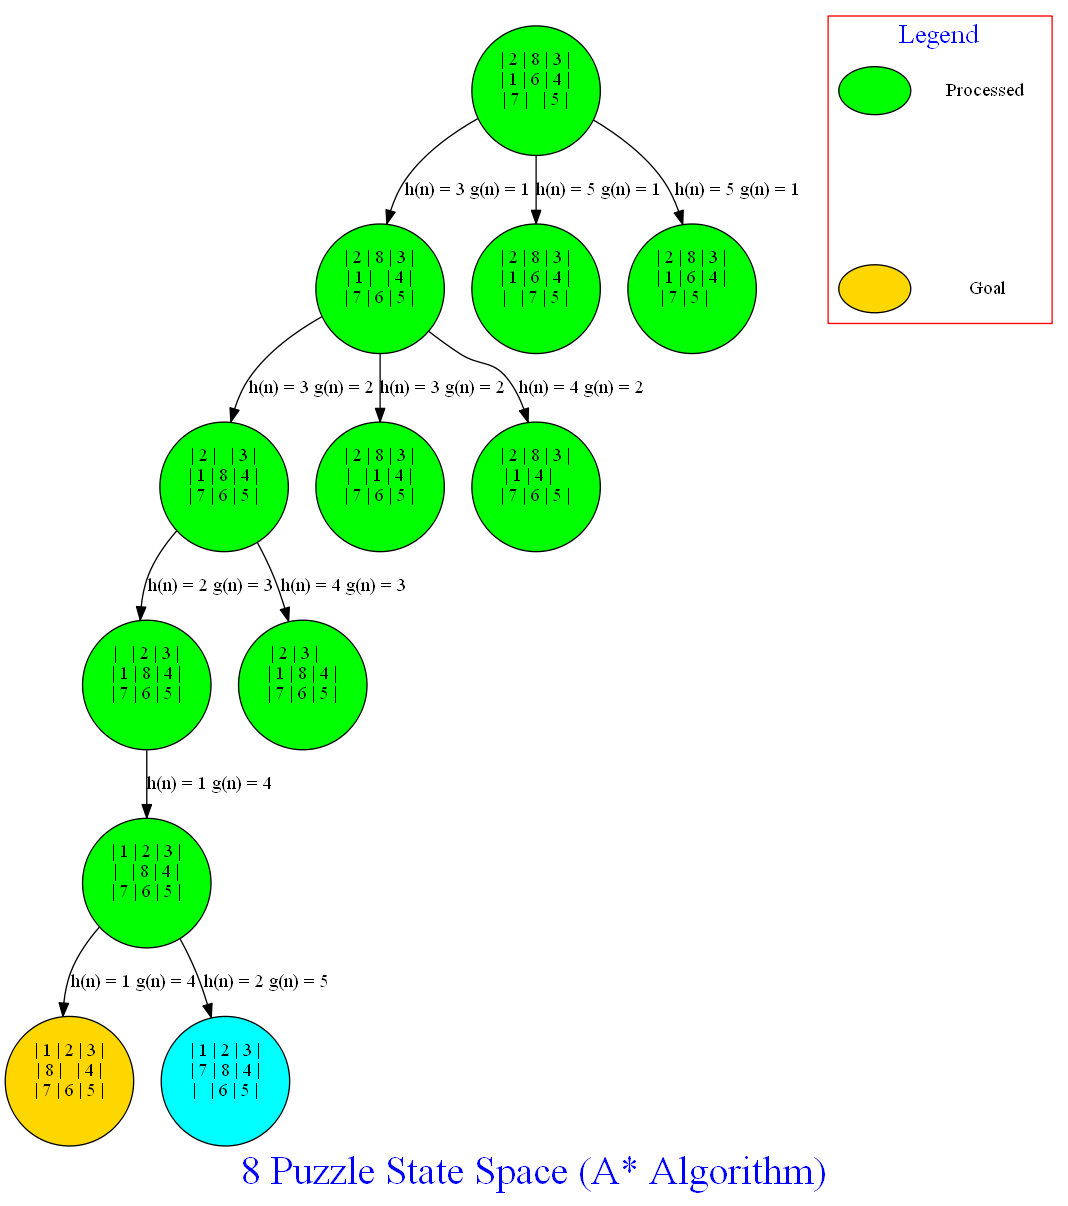 Legend
Processed
Goal
| 2 | 8 | 3 |
| 1 | 6 | 4 |
| 7 |   | 5 |
h(n) = 3 g(n) = 1
h(n) = 5 g(n) = 1
h(n) = 5 g(n) = 1
| 2 | 8 | 3 |
| 1 |   | 4 |
| 7 | 6 | 5 |
| 2 | 8 | 3 |
| 1 | 6 | 4 |
|   | 7 | 5 |
| 2 | 8 | 3 |
| 1 | 6 | 4 |
| 7 | 5 |
h(n) = 3 g(n) = 2
h(n) = 3 g(n) = 2
h(n) = 4 g(n) = 2
| 2 |   | 3 |
| 1 | 8 | 4 |
| 7 | 6 | 5 |
| 2 | 8 | 3 |
|   | 1 | 4 |
| 7 | 6 | 5 |
| 2 | 8 | 3 |
| 1 | 4 |
| 7 | 6 | 5 |
h(n) = 2 g(n) = 3
h(n) = 4 g(n) = 3
|   | 2 | 3 |
| 1 | 8 | 4 |
| 7 | 6 | 5 |
| 2 | 3 |
| 1 | 8 | 4 |
| 7 | 6 | 5 |
h(n) = 1 g(n) = 4
| 1 | 2 | 3 |
|   | 8 | 4 |
| 7 | 6 | 5 |
h(n) = 1 g(n) = 4
h(n) = 2 g(n) = 5
| 1 | 2 | 3 |
| 8 |   | 4 |
| 7 | 6 | 5 |
| 1 | 2 | 3 |
| 7 | 8 | 4 |
|   | 6 | 5 |
8 Puzzle State Space (A* Algorithm)